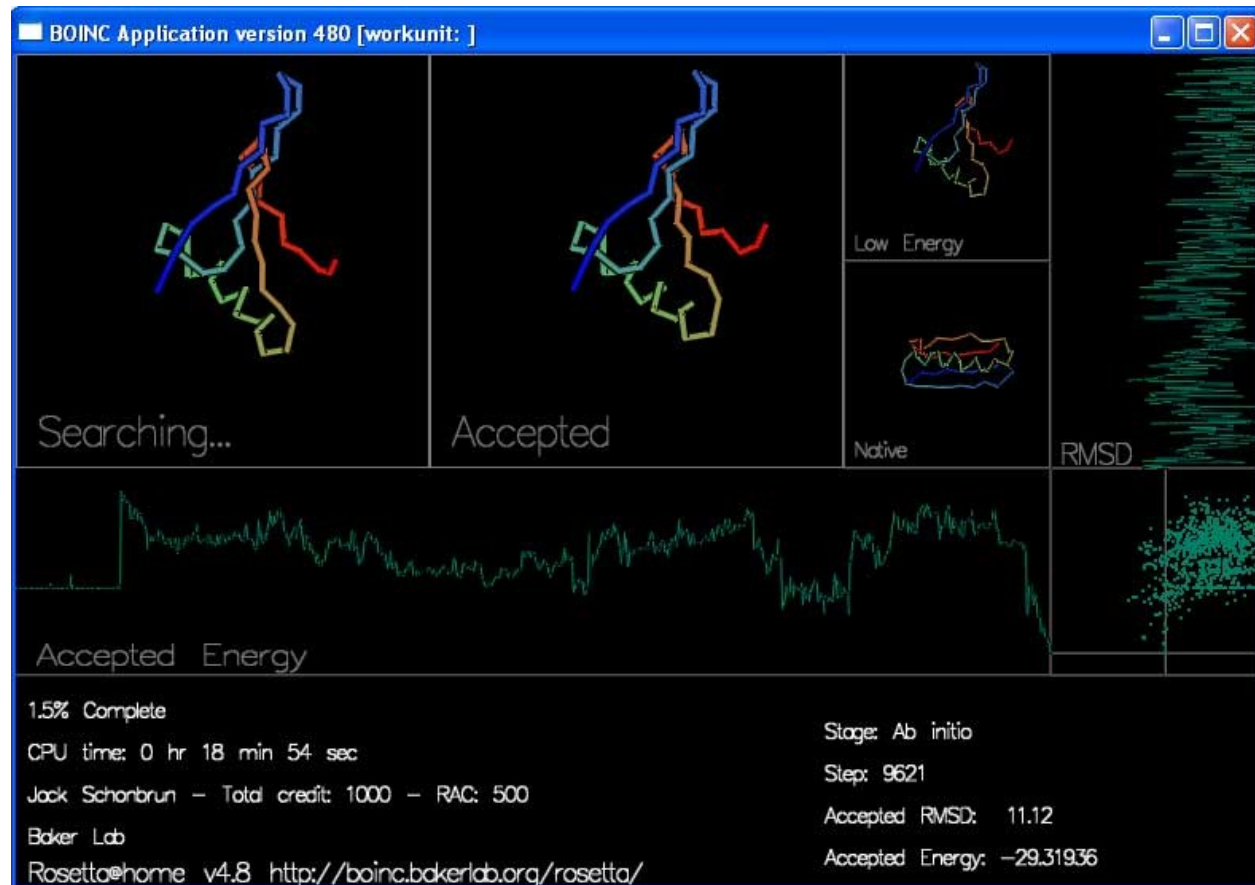 BOINC Application version 480 [workunit: ]
Searching...
Accepted
Low Energy
Native
RMSD
Accepted Energy
1.5% Complete
CPU time: 0 hr 18 min 54 sec
Jack Schonbrun - Total credit: 1000 - RAC: 500
Baker Lab
Rosetta@home v4.8 http://boinc.bakerlab.org/rosetta/
Stage: Ab initio
Step: 9621
Accepted RMSD: 11.12
Accepted Energy: -29.31936